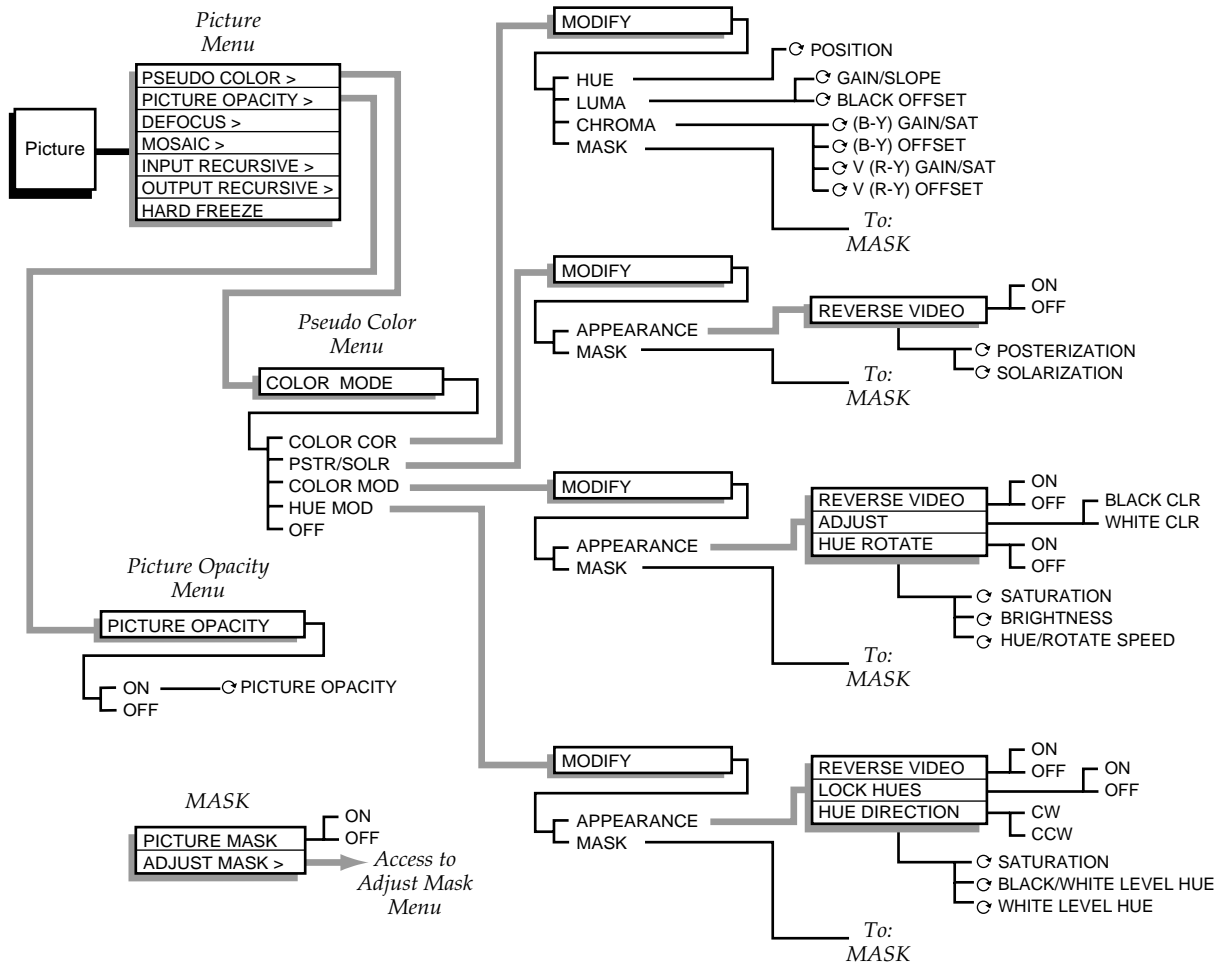 Picture
Menu
Picture
PSEUDO COLOR >
PICTURE OPACITY >
DEFOCUS >
MOSAIC >
INPUT RECURSIVE >
OUTPUT RECURSIVE >
HARD FREEZE
Pseudo Color
Menu
COLOR MODE
COLOR COR
PSTR/SOLR
COLOR MOD
HUE MOD
OFF
Picture Opacity
Menu
PICTURE OPACITY
ON
PICTURE OPACITY
OFF
MASK
PICTURE MASK
ADJUST MASK >
ON
OFF
Access to
Adjust Mask
Menu
MODIFY
HUE
LUMA
CHROMA
MASK
POSITION
GAIN/SLOPE
BLACK OFFSET
(B-Y) GAIN/SAT
(B-Y) OFFSET
V (R-Y) GAIN/SAT
V (R-Y) OFFSET
To:
MASK
MODIFY
APPEARANCE
MASK
REVERSE VIDEO
ON
OFF
POSTERIZATION
SOLARIZATION
To:
MASK
MODIFY
APPEARANCE
MASK
REVERSE VIDEO
ADJUST
HUE ROTATE
ON
OFF
BLACK CLR
WHITE CLR
ON
OFF
SATURATION
BRIGHTNESS
HUE/ROTATE SPEED
To:
MASK
MODIFY
APPEARANCE
MASK
REVERSE VIDEO
LOCK HUES
HUE DIRECTION
ON
OFF
ON
OFF
CW
CCW
SATURATION
BLACK/WHITE LEVEL HUE
WHITE LEVEL HUE
To:
MASK